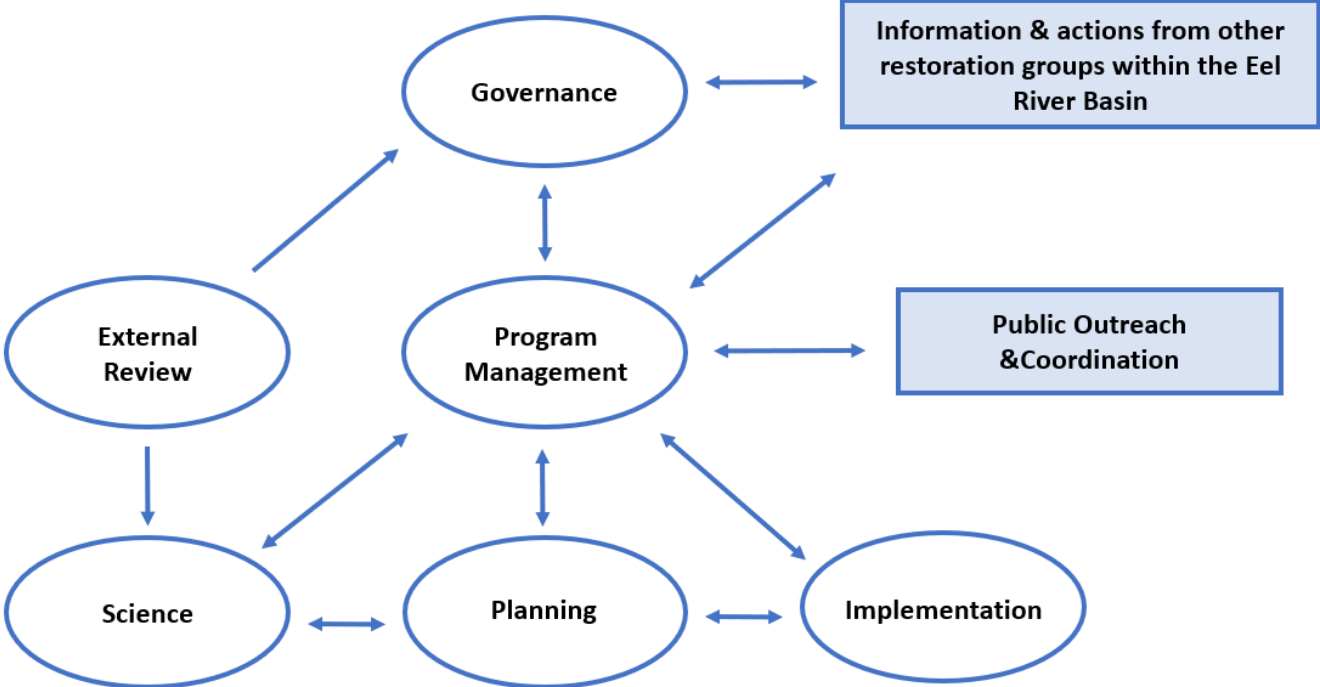 Governance
Information & actions from other
restoration groups within the Eel
River Basin
External
Review
Program
Management
Public Outreach
&Coordination
Science
Planning
Implementation